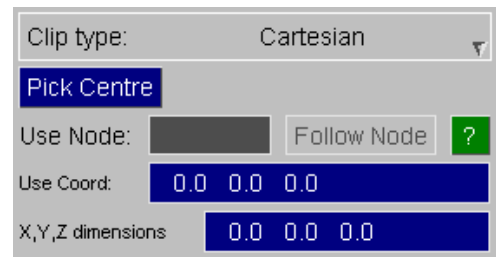 Clip type: Cartesian
Pick Centre
Use Node: Follow Node ?
Use Coord: 0.0 0.0 0.0
X,Y,Z dimensions 0.0 0.0 0.0